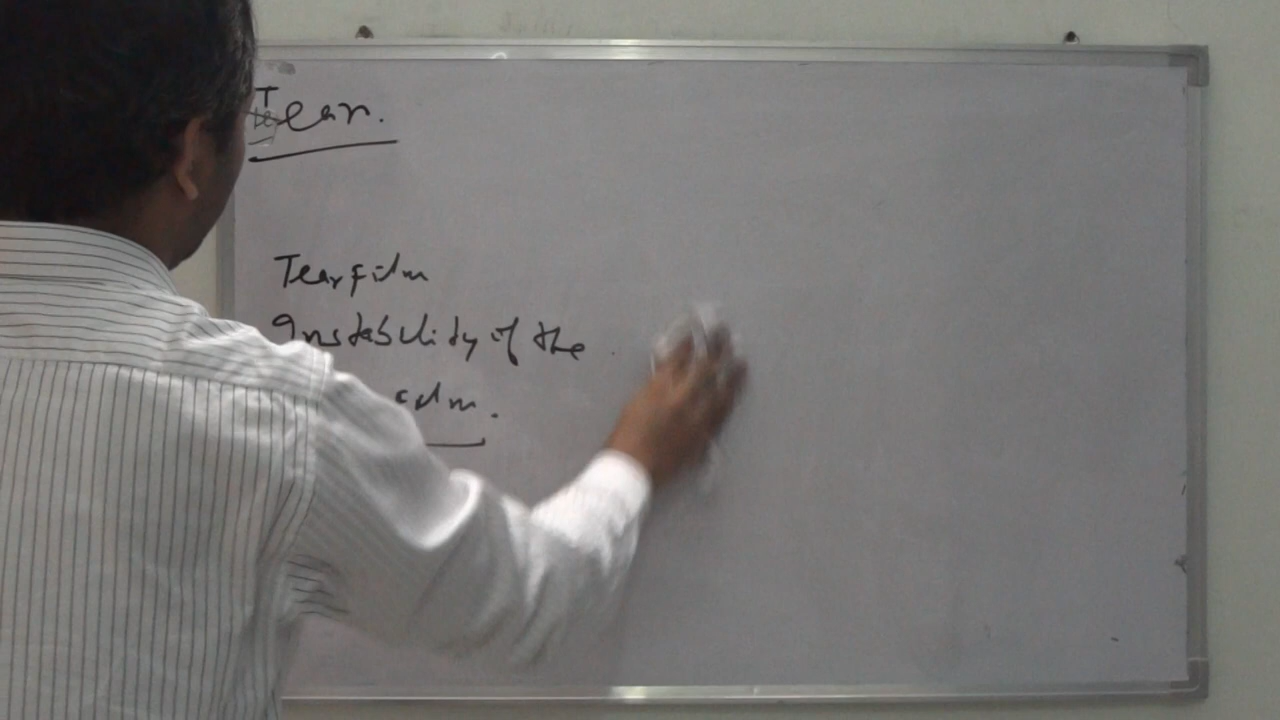 Tear.
Tear film
Instability of the
film.